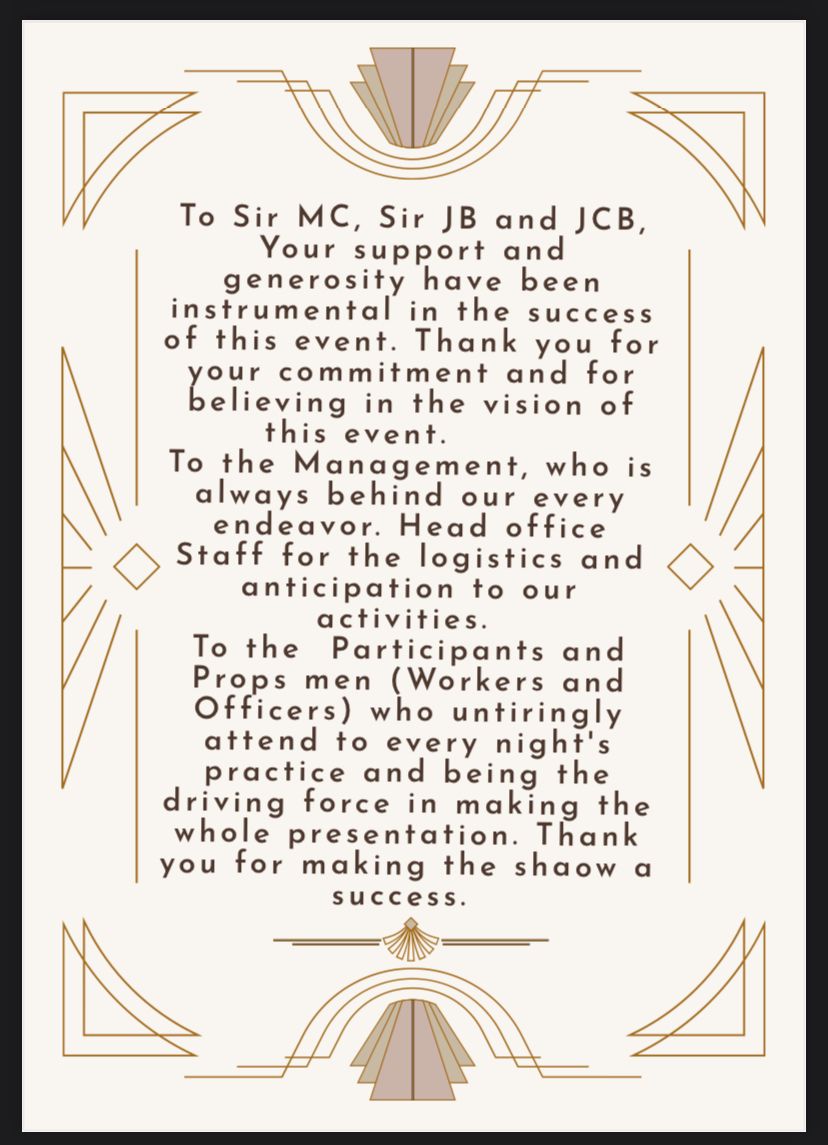 To Sir MC, Sir JB and JCB,
Your support and
generosity have been
instrumental in the success
of this event. Thank you for
your commitment and for
believing in the vision of
this event.
To the Management, who is
always behind our every
endeavor. Head office
Staff for the logistics and
anticipation to our
activities.
To the  Participants and
Props men (Workers and
Officers) who untiringly
attend to every night's
practice and being the
driving force in making the
whole presentation. Thank
you for making the shaow a
success.